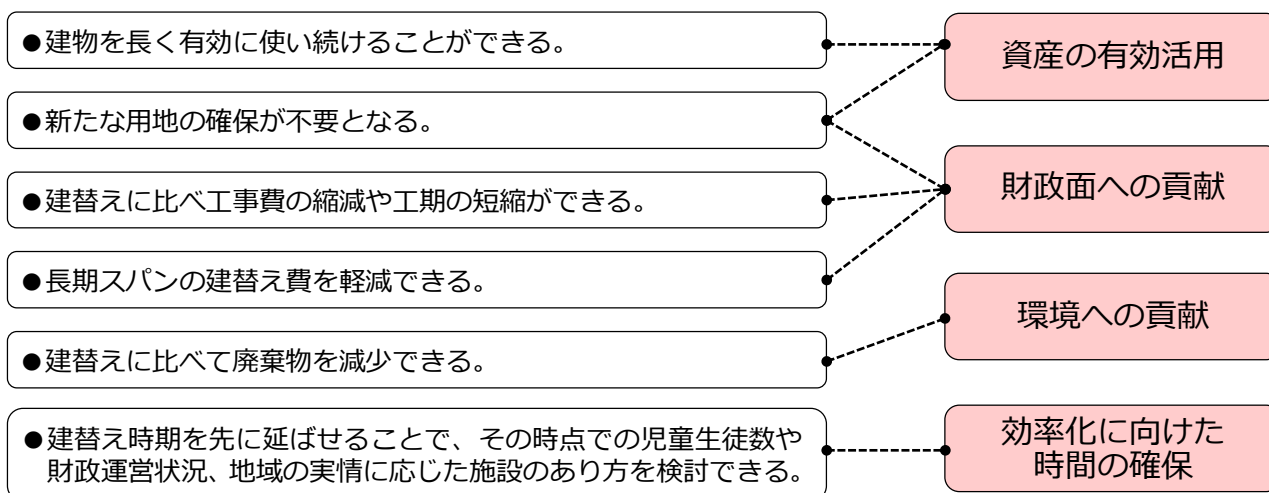 ●建物を長く有効に使い続けることができる。
●新たな用地の確保が不要となる。
●建替えに比べ工事費の縮減や工期の短縮ができる。
●長期スパンの建替え費を軽減できる。
●建替えに比べて廃棄物を減少できる。
●建替え時期を先に延ばせることで、その時点での児童生徒数や
財政運営状況、地域の実情に応じた施設のあり方を検討できる。
資産の有効活用
財政面への貢献
環境への貢献
効率化に向けた
時間の確保